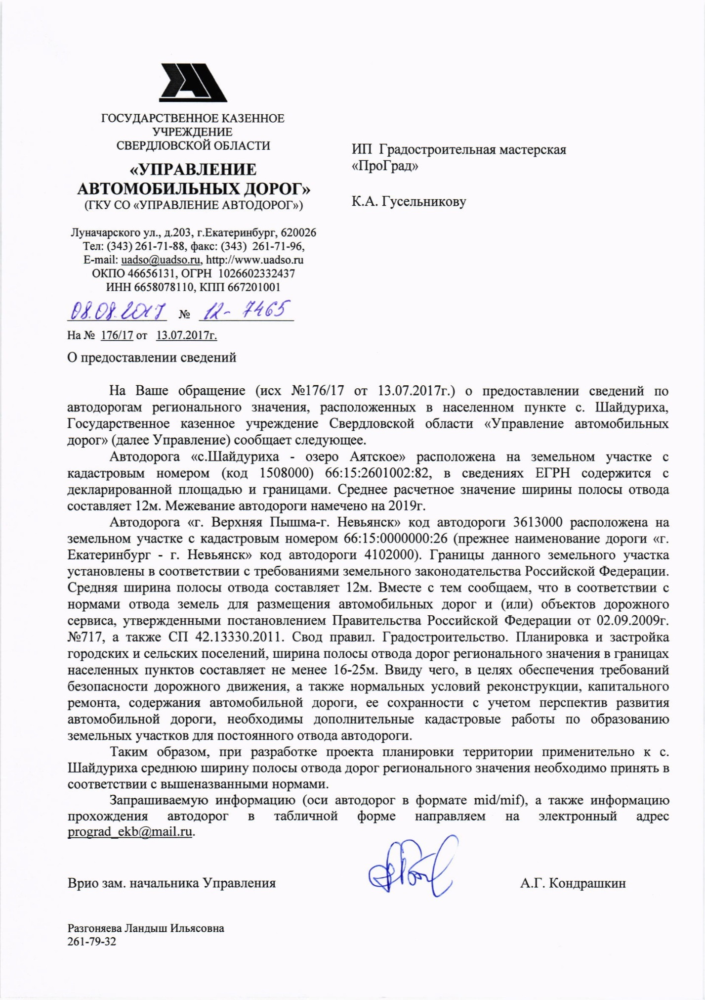 ГОСУДАРСТВЕННОЕ КАЗЕННОЕ
УЧРЕЖДЕНИЕ
СВЕРДЛОВСКОЙ ОБЛАСТИ
«УПРАВЛЕНИЕ
АВТОМОБИЛЬНЫХ ДОРОГ»
(ГКУ СО «УПРАВЛЕНИЕ АВТОДОРОГ»)
Луначарского ул., д.203, г.Екатеринбург, 620026
Тел: (343) 261-71-88, факс: (343) 261-71-96,
E-mail: uadso@uadso.ru, http://www.uadso.ru
ОКПО 46656131, ОГРН 1026602332437
ИНН 6658078110, КПП 667201001
08.08.2017 № 12-7465
На № 176/17 от 13.07.2017г.
О предоставлении сведений
ИП Градостроительная мастерская
«ПроГрад»
К.А. Гусельникову
На Ваше обращение (исх №176/17 от 13.07.2017г.) о предоставлении сведений по
автодорогам регионального значения, расположенных в населенном пункте с. Шайдуриха,
Государственное казенное учреждение Свердловской области «Управление автомобильных
дорог» (далее Управление) сообщает следующее.
Автодорога «с.Шайдуриха - озеро Аятское» расположена на земельном участке с
кадастровым номером (код 1508000) 66:15:2601002:82, в сведениях ЕГРН содержится с
декларированной площадью и границами. Среднее расчетное значение ширины полосы отвода
составляет 12м. Межевание автодороги намечено на 2019г.
Автодорога «г. Верхняя Пышма-г. Невьянск» код автодороги 3613000 расположена на
земельном участке с кадастровым номером 66:15:0000000:26 (прежнее наименование дороги «г.
Екатеринбург - г. Невьянск» код автодороги 4102000). Границы данного земельного участка
установлены в соответствии с требованиями земельного законодательства Российской Федерации.
Средняя ширина полосы отвода составляет 12м. Вместе с тем сообщаем, что в соответствии с
нормами отвода земель для размещения автомобильных дорог и (или) объектов дорожного
сервиса, утвержденными постановлением Правительства Российской Федерации от 02.09.2009г.
№717, а также СП 42.13330.2011. Свод правил. Градостроительство. Планировка и застройка
городских и сельских поселений, ширина полосы отвода дорог регионального значения в границах
населенных пунктов составляет не менее 16-25м. Ввиду чего, в целях обеспечения требований
безопасности дорожного движения, а также нормальных условий реконструкции, капитального
ремонта, содержания автомобильной дороги, ее сохранности с учетом перспектив развития
автомобильной дороги, необходимы дополнительные кадастровые работы по образованию
земельных участков для постоянного отвода автодороги.
Таким образом, при разработке проекта планировки территории применительно к с.
Шайдуриха среднюю ширину полосы отвода дорог регионального значения необходимо принять в
соответствии с вышеназванными нормами.
Запрашиваемую информацию (оси автодорог в формате mid/mif), а также информацию
прохождения автодорог в табличной форме направляем на электронный адрес
prograd_ekb@mail.ru.
Врио зам. начальника Управления А.Г. Кондрашкин
Разгоняева Ландыш Ильясовна
261-79-32